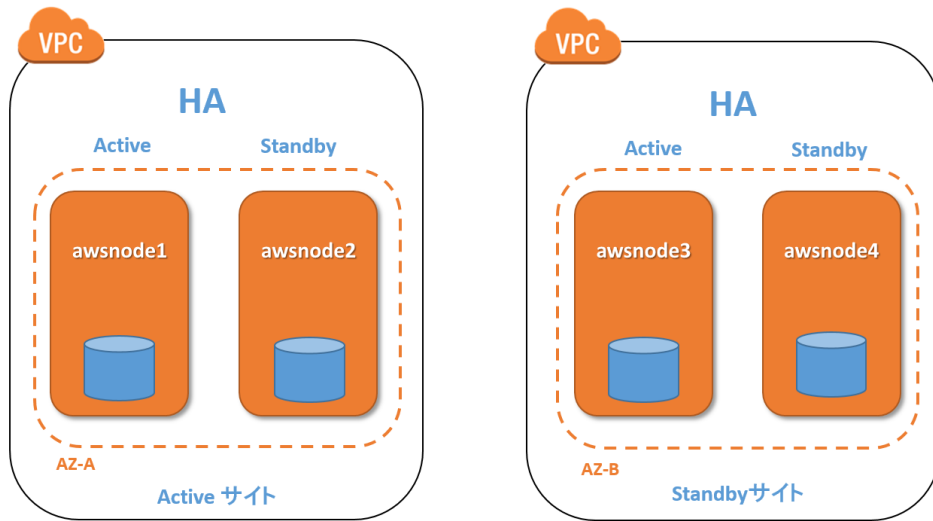 VPC
HA
Active
Standby
awsnode1
awsnode2
AZ-A
Active サイト
VPC
HA
Active
Standby
awsnode3
awsnode4
AZ-B
Standbyサイト